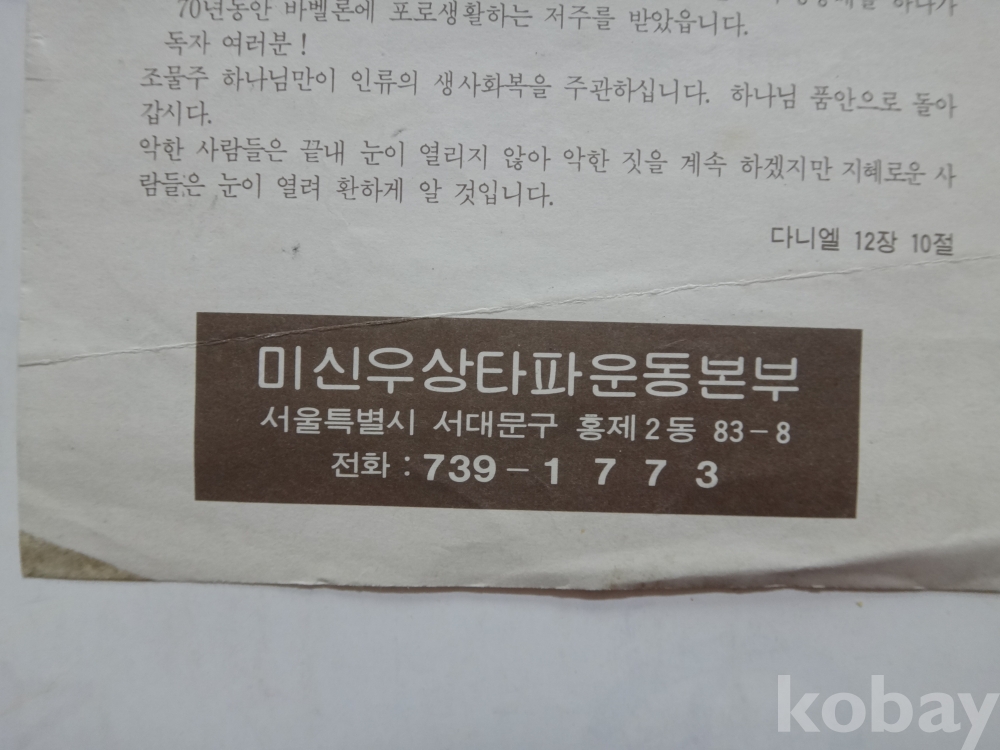 70년동안 바벨론에 포로생활하는 저주를 받았읍니다.
독자 여러분!
조물주 하나님만이 인류의 생사화복을 주관하십니다. 하나님 품안으로 돌아
갑시다.
악한 사람들은 끝내 눈이 열리지 않아 악한 짓을 계속 하겠지만 지혜로운 사
람들은 눈이 열려 환하게 알 것입니다.
다니엘 12장 10절
미신우상타파운동본부
서울특별시 서대문구 홍제2동 83-8
전화 : 739-1773
kobay